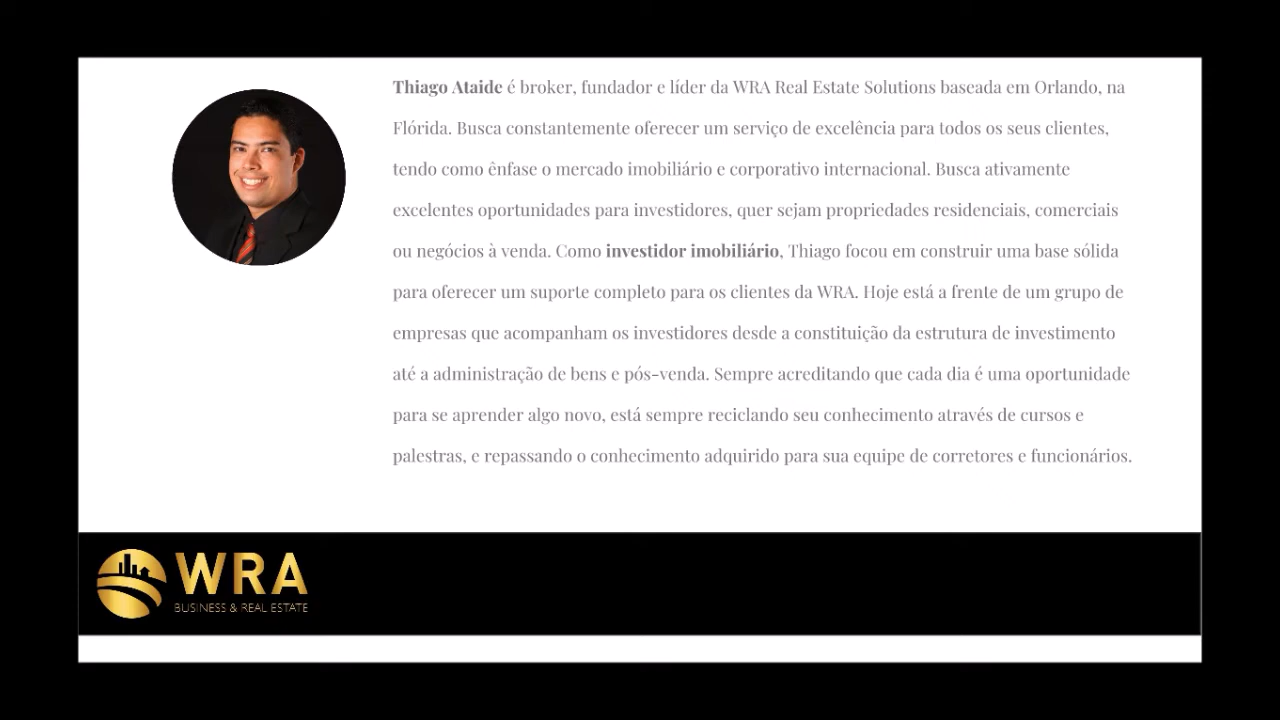 Thiago Ataide é broker, fundador e líder da WRA Real Estate Solutions baseada em Orlando, na
Flórida. Busca constantemente oferecer um serviço de excelência para todos os seus clientes,
tendo como ênfase o mercado imobiliário e corporativo internacional. Busca ativamente
excelentes oportunidades para investidores, quer sejam propriedades residenciais, comerciais
ou negócios à venda. Como investidor imobiliário, Thiago focou em construir uma base sólida
para oferecer um suporte completo para os clientes da WRA. Hoje está a frente de um grupo de
empresas que acompanham os investidores desde a constituição da estrutura de investimento
até a administração de bens e pós-venda. Sempre acreditando que cada dia é uma oportunidade
para se aprender algo novo, está sempre reciclando seu conhecimento através de cursos e
palestras, e repassando o conhecimento adquirido para sua equipe de corretores e funcionários.
WRA
BUSINESS & REAL ESTATE